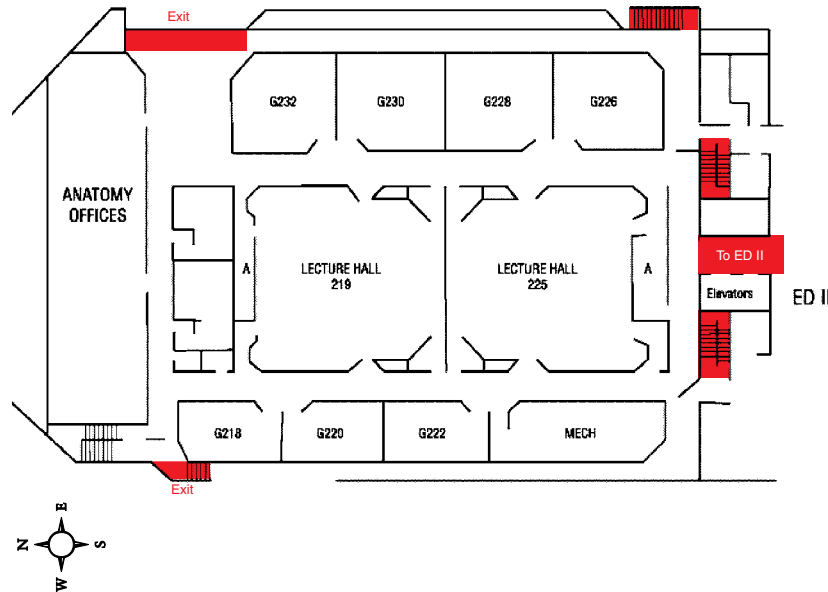 Exit
G232
G230
G228
G226
ANATOMY
OFFICES
A
LECTURE HALL
219
LECTURE HALL
225
A
To ED II
Elevators
ED II
G218
G220
G222
MECH
Exit
E
N
S
W